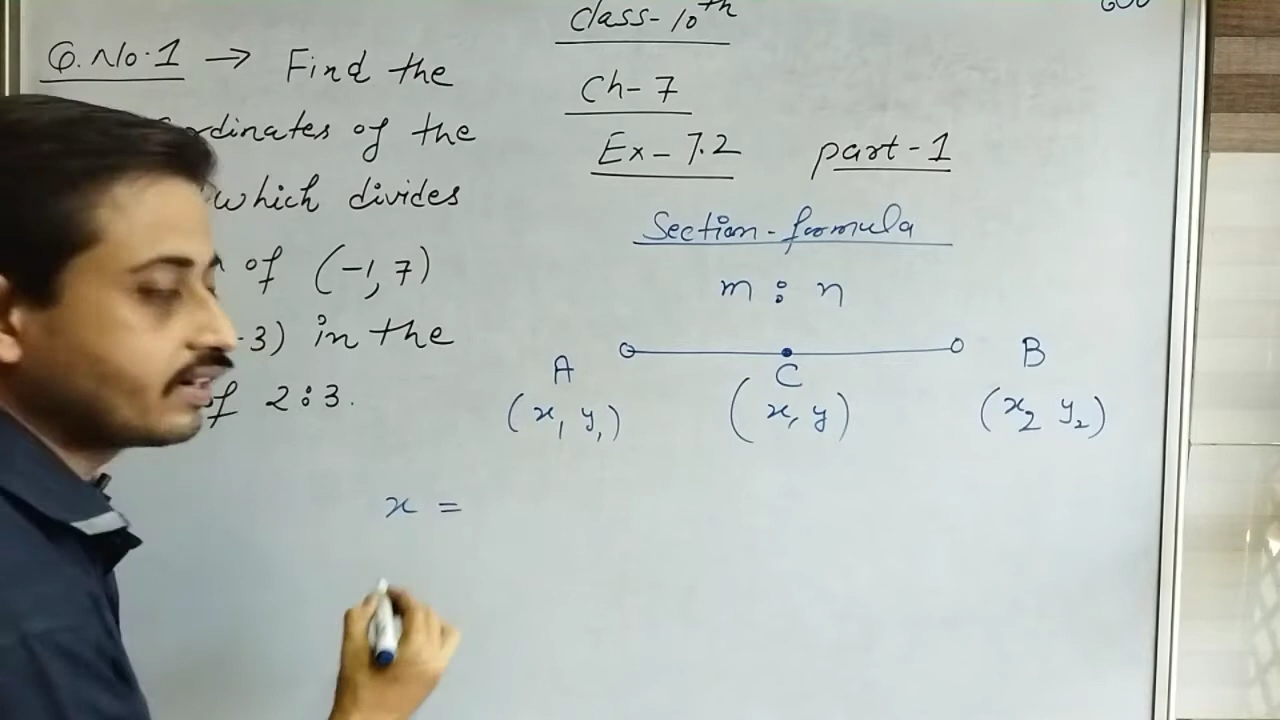 Class-10th
Q.No.1 → Find the
Ch-7
of the
Ex-7.2 part-1
which divides
Section-formula
of (-1, 7)
m : n
3) in the
A C B
2:3.
(x1 y1) (x, y) (x2 y2)
x =